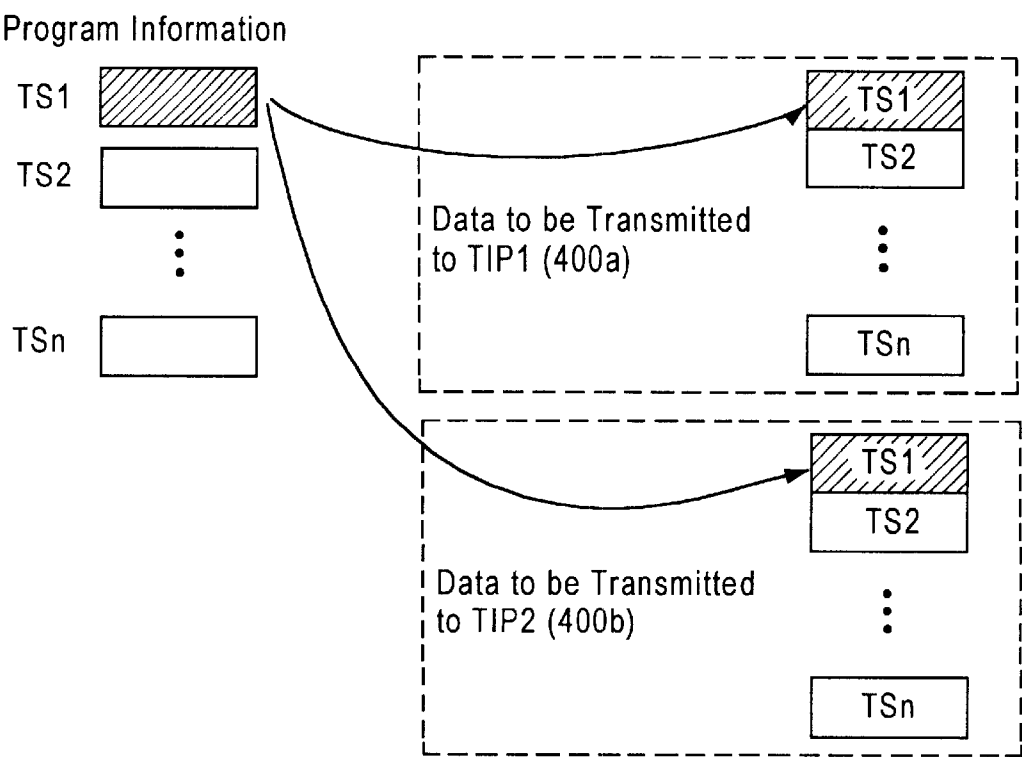 Program Information
TS1
TS2
TSn
TS1
TS2
Data to be Transmitted
to TIP1 (400a)
TSn
TS1
TS2
Data to be Transmitted
to TIP2 (400b)
TSn